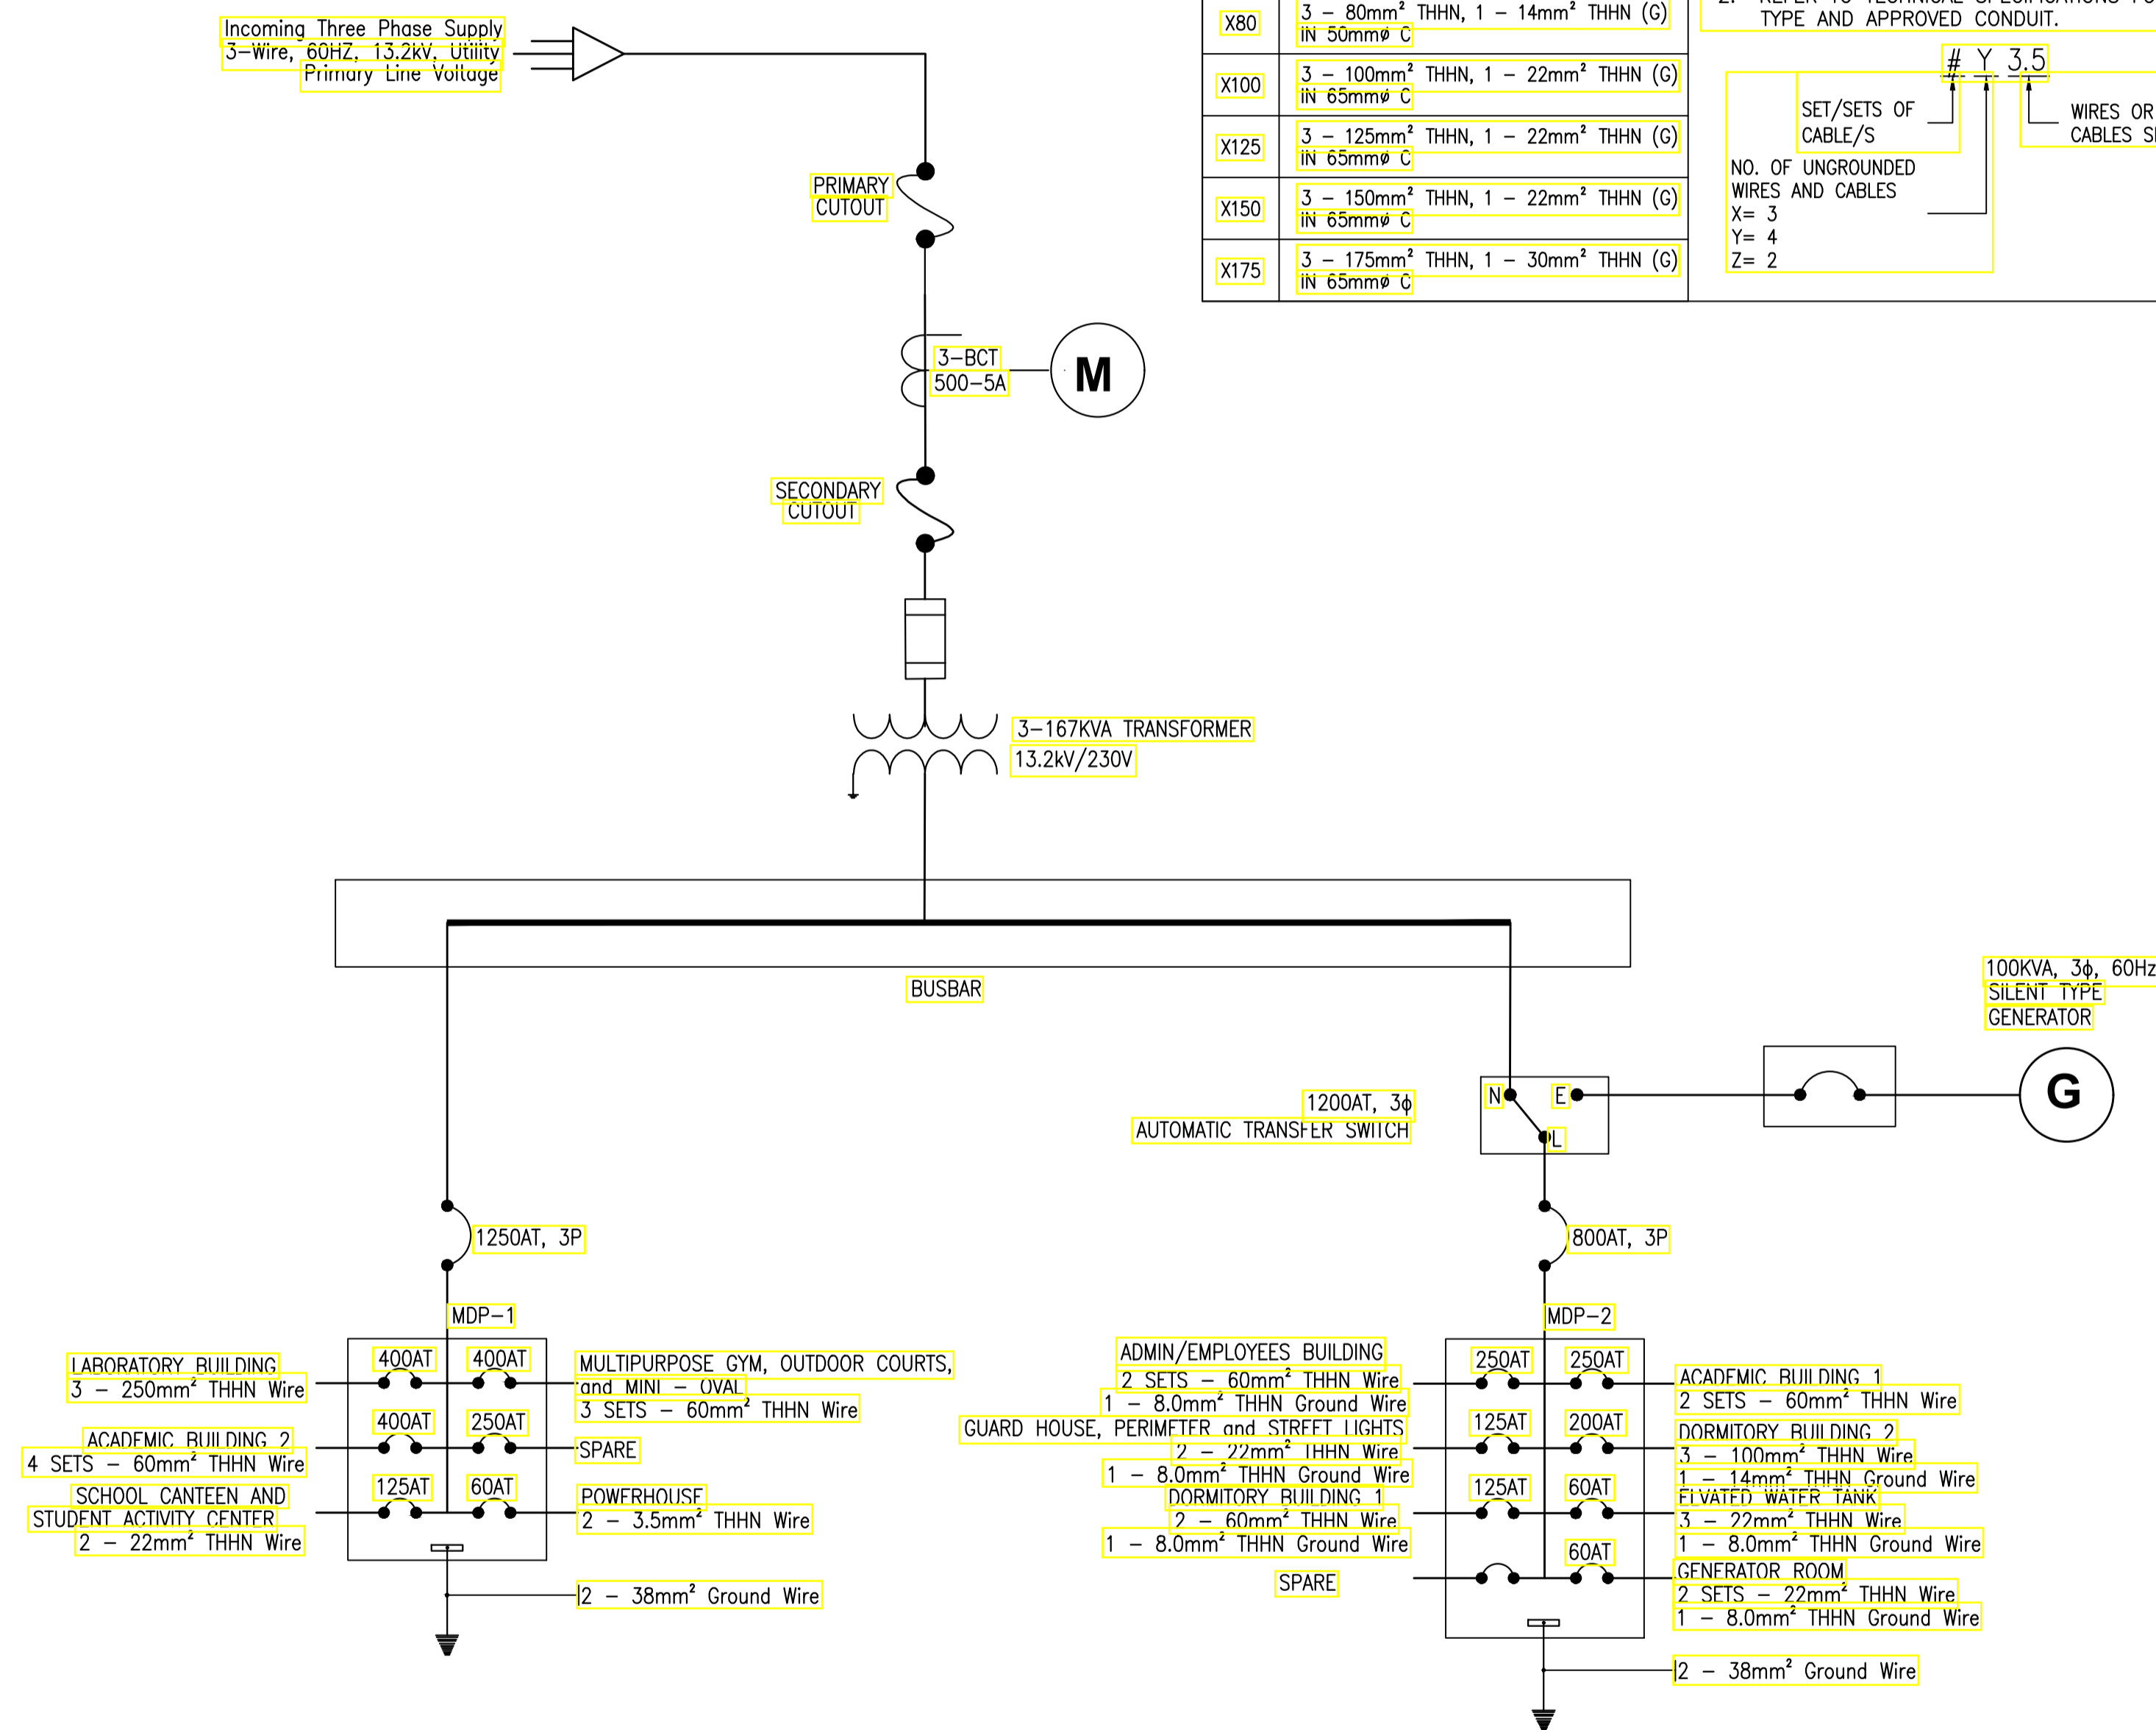 Incoming Three Phase Supply
3-Wire, 60HZ, 13.2kV, Utility
Primary Line Voltage
X80
3 - 80mm² THHN, 1 - 14mm² THHN (G)
IN 50mmø C
X100
3 - 100mm² THHN, 1 - 22mm² THHN (G)
IN 65mmø C
X125
3 - 125mm² THHN, 1 - 22mm² THHN (G)
IN 65mmø C
X150
3 - 150mm² THHN, 1 - 22mm² THHN (G)
IN 65mmø C
X175
3 - 175mm² THHN, 1 - 30mm² THHN (G)
IN 65mmø C
2. REFER TO TECHNICAL SPECIFICATIONS
TYPE AND APPROVED CONDUIT.
# Y 3.5
SET/SETS OF
CABLE/S
WIRES OR
CABLES
NO. OF UNGROUNDED
WIRES AND CABLES
X= 3
Y= 4
Z= 2
PRIMARY
CUTOUT
3-BCT
500-5A
M
SECONDARY
CUTOUT
3-167KVA TRANSFORMER
13.2kV/230V
BUSBAR
100KVA, 3ϕ, 60Hz
SILENT TYPE
GENERATOR
G
1200AT, 3ϕ
AUTOMATIC TRANSFER SWITCH
N
E
L
1250AT, 3P
800AT, 3P
MDP-1
LABORATORY BUILDING
3 - 250mm² THHN Wire
400AT
400AT
MULTIPURPOSE GYM, OUTDOOR COURTS,
and MINI - OVAL
3 SETS - 60mm² THHN Wire
ACADEMIC BUILDING 2
4 SETS - 60mm² THHN Wire
400AT
250AT
SPARE
SCHOOL CANTEEN AND
STUDENT ACTIVITY CENTER
2 - 22mm² THHN Wire
125AT
60AT
POWERHOUSE
2 - 3.5mm² THHN Wire
2 - 38mm² Ground Wire
MDP-2
ADMIN/EMPLOYEES BUILDING
2 SETS - 60mm² THHN Wire
1 - 8.0mm² THHN Ground Wire
250AT
250AT
ACADEMIC BUILDING 1
2 SETS - 60mm² THHN Wire
GUARD HOUSE, PERIMETER and STREET LIGHTS
2 - 22mm² THHN Wire
1 - 8.0mm² THHN Ground Wire
125AT
200AT
DORMITORY BUILDING 2
3 - 100mm² THHN Wire
1 - 14mm² THHN Ground Wire
DORMITORY BUILDING 1
2 - 60mm² THHN Wire
1 - 8.0mm² THHN Ground Wire
125AT
60AT
ELVATED WATER TANK
3 - 22mm² THHN Wire
1 - 8.0mm² THHN Ground Wire
SPARE
60AT
GENERATOR ROOM
2 SETS - 22mm² THHN Wire
1 - 8.0mm² THHN Ground Wire
2 - 38mm² Ground Wire